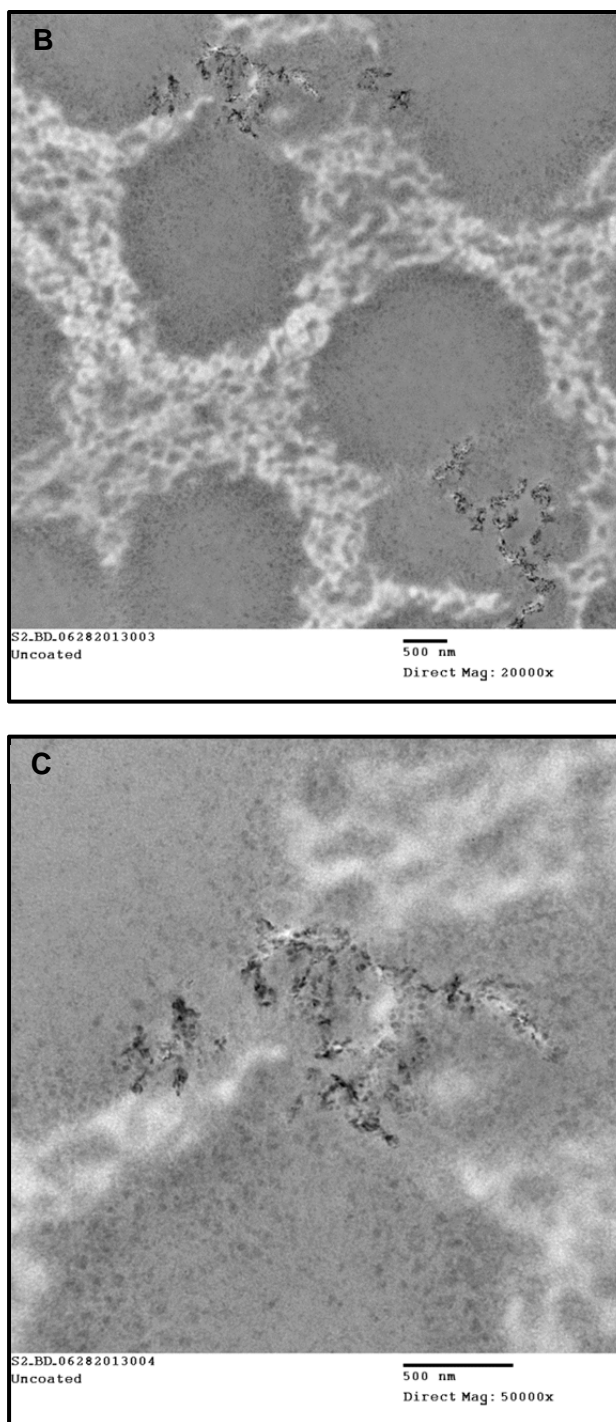 B
S2_BD_06282013003
Uncoated
500 nm
Direct Mag: 20000x
C
S2_BD_06282013004
Uncoated
500 nm
Direct Mag: 50000x